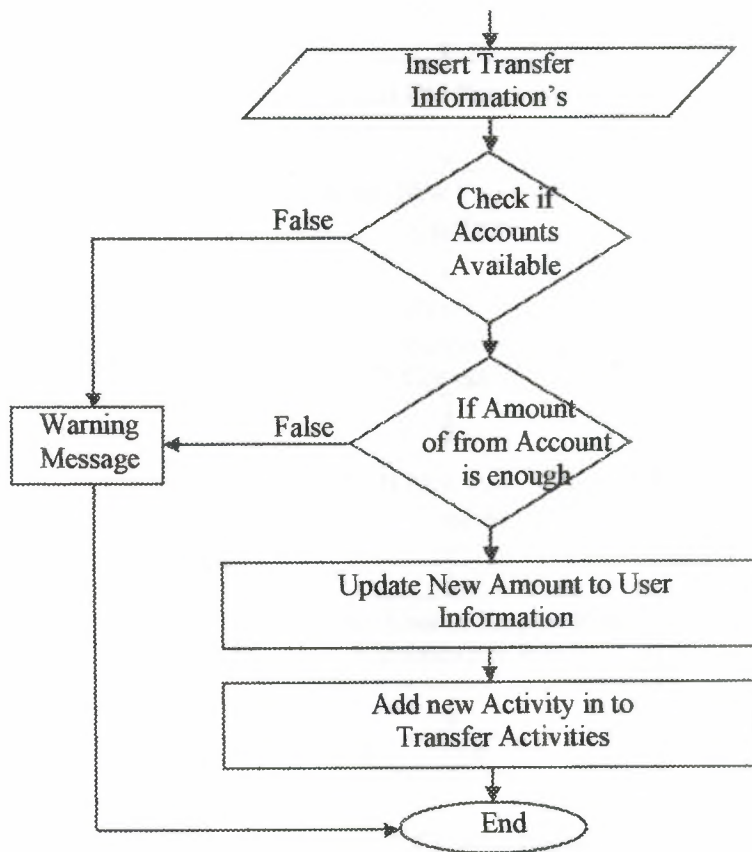 Insert Transfer
Information's
Check if
Accounts
Available
False
If Amount
of from Account
is enough
False
Warning
Message
Update New Amount to User
Information
Add new Activity in to
Transfer Activities
End